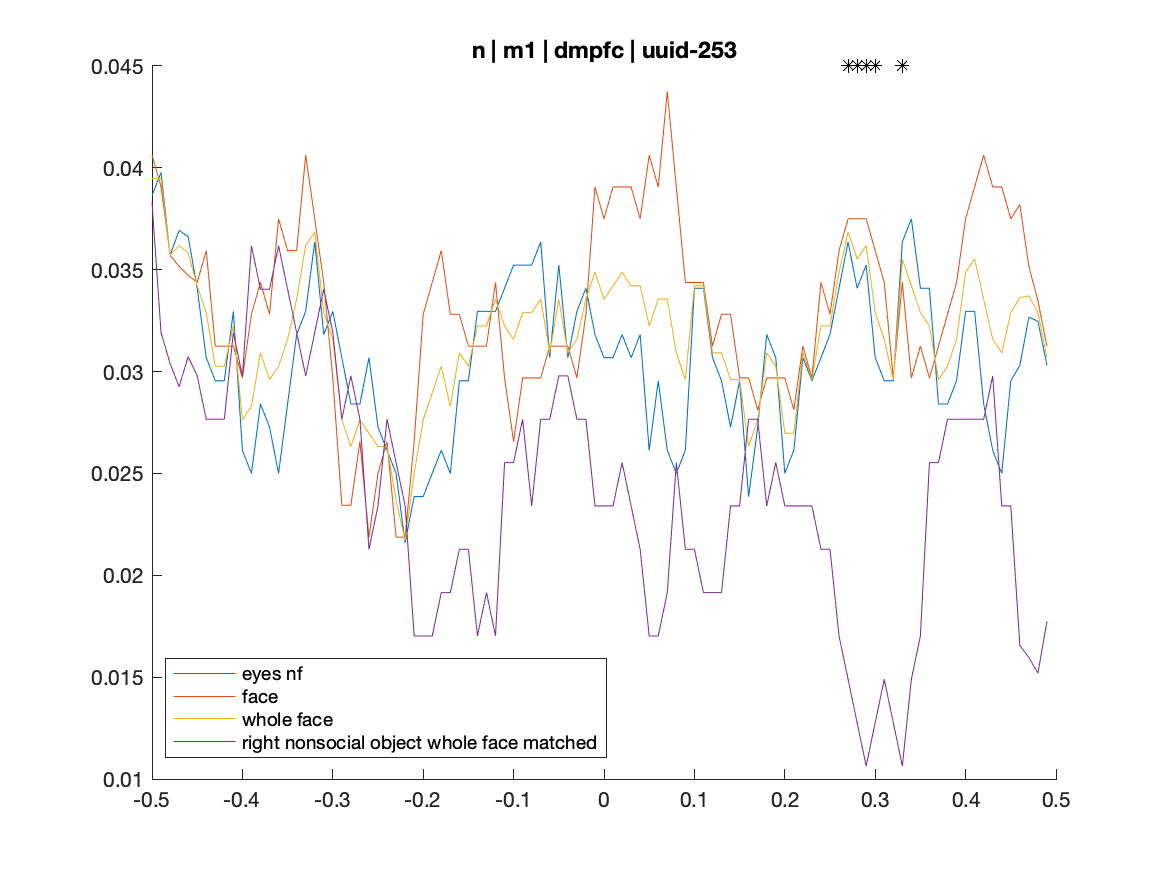 n | m1 | dmpfc | uuid-253
0.045
0.04
0.035
0.03
0.025
0.02
0.015
0.01
eyes nf
face
whole face
right nonsocial object whole face matched
-0.5 -0.4 -0.3 -0.2 -0.1 0 0.1 0.2 0.3 0.4 0.5